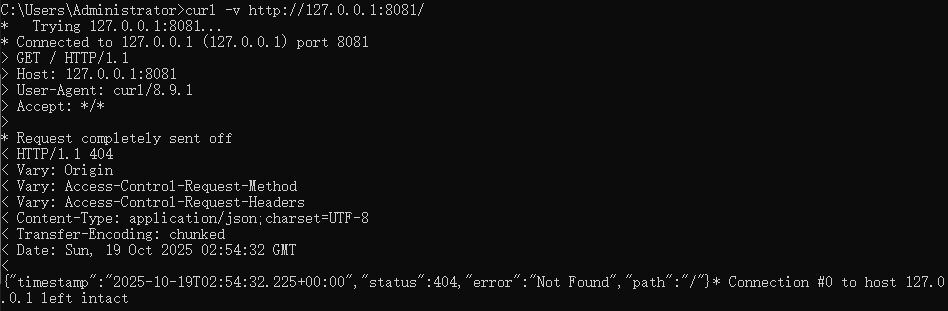 C:\Users\Administrator>curl -v http://127.0.0.1:8081/
*   Trying 127.0.0.1:8081...
* Connected to 127.0.0.1 (127.0.0.1) port 8081
> GET / HTTP/1.1
> Host: 127.0.0.1:8081
> User-Agent: curl/8.9.1
> Accept: */*
>
* Request completely sent off
< HTTP/1.1 404
< Vary: Origin
< Vary: Access-Control-Request-Method
< Vary: Access-Control-Request-Headers
< Content-Type: application/json;charset=UTF-8
< Transfer-Encoding: chunked
< Date: Sun, 19 Oct 2025 02:54:32 GMT
<
{"timestamp":"2025-10-19T02:54:32.225+00:00","status":404,"error":"Not Found","path":"/"}* Connection #0 to host 127.0
.0.1 left intact